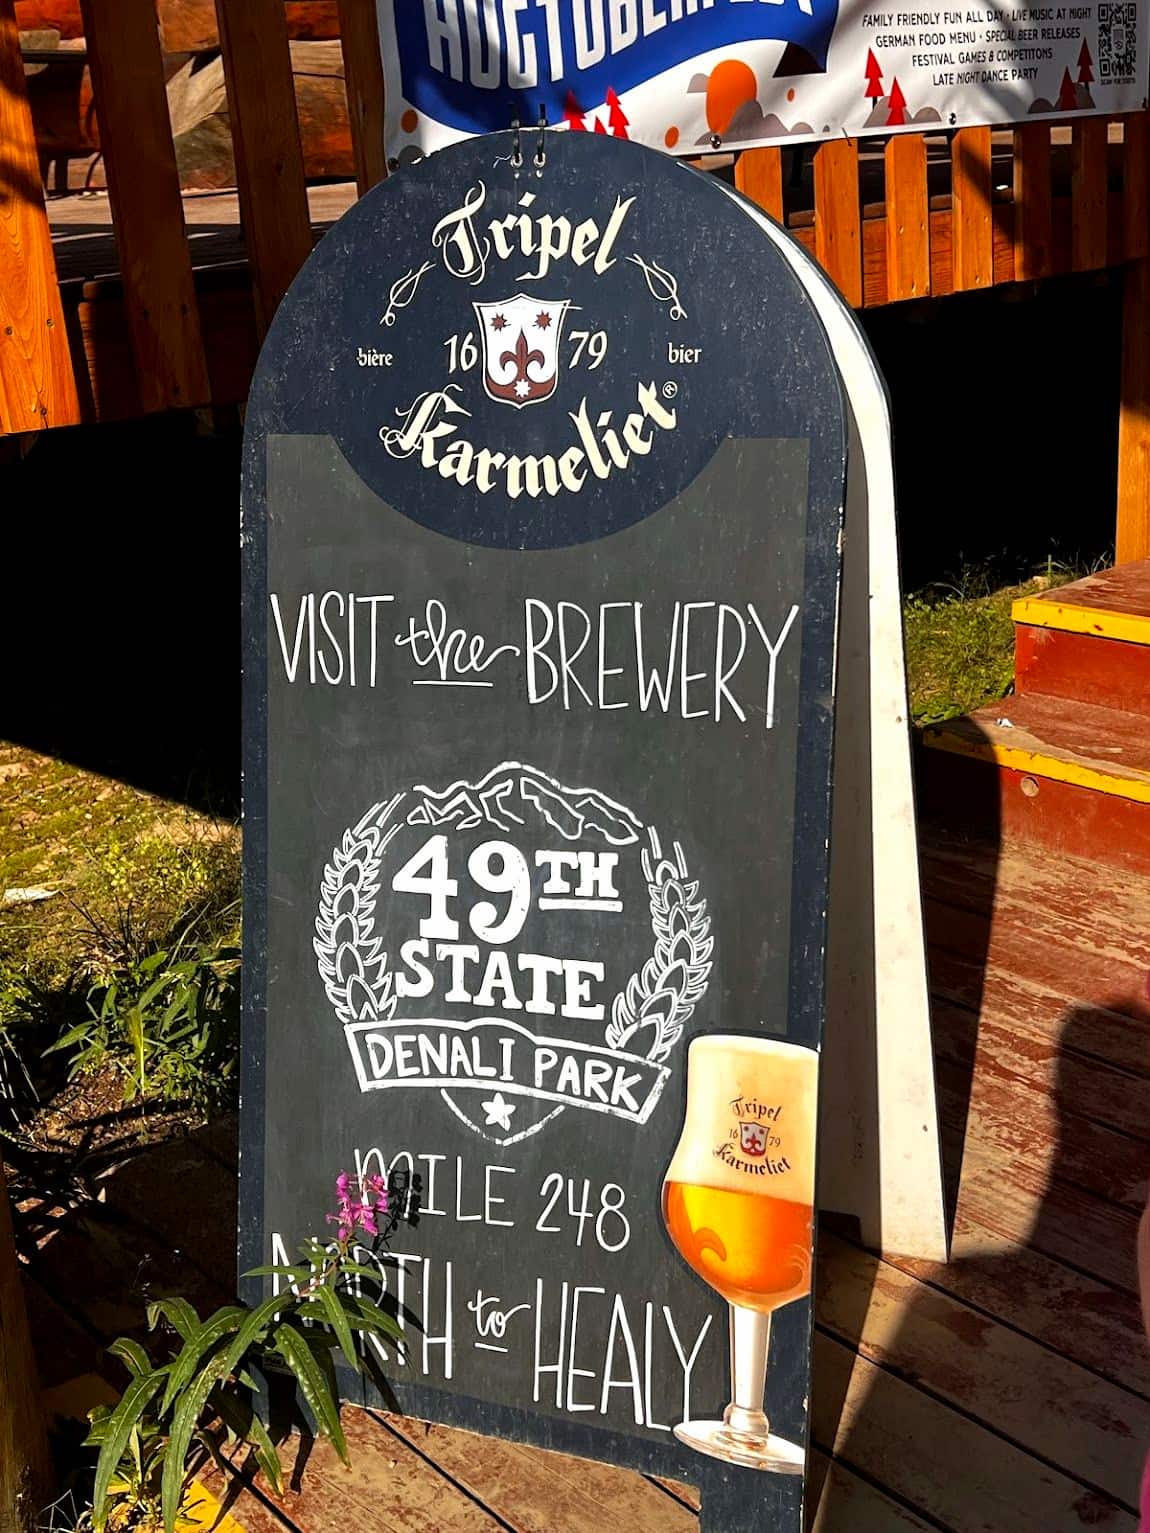 AUGTOBERFEST
FAMILY FRIENDLY FUN ALL DAY · LIVE MUSIC AT NIGHT
GERMAN FOOD MENU · SPECIAL BEER RELEASES
FESTIVAL GAMES & COMPETITONS
LATE NIGHT DANCE PARTY
Tripel
bière 16 79 bier
Karmeliet®
VISIT the BREWERY
49TH
STATE
DENALI PARK
MILE 248
NORTH to HEALY
Tripel
16 79
Karmeliet